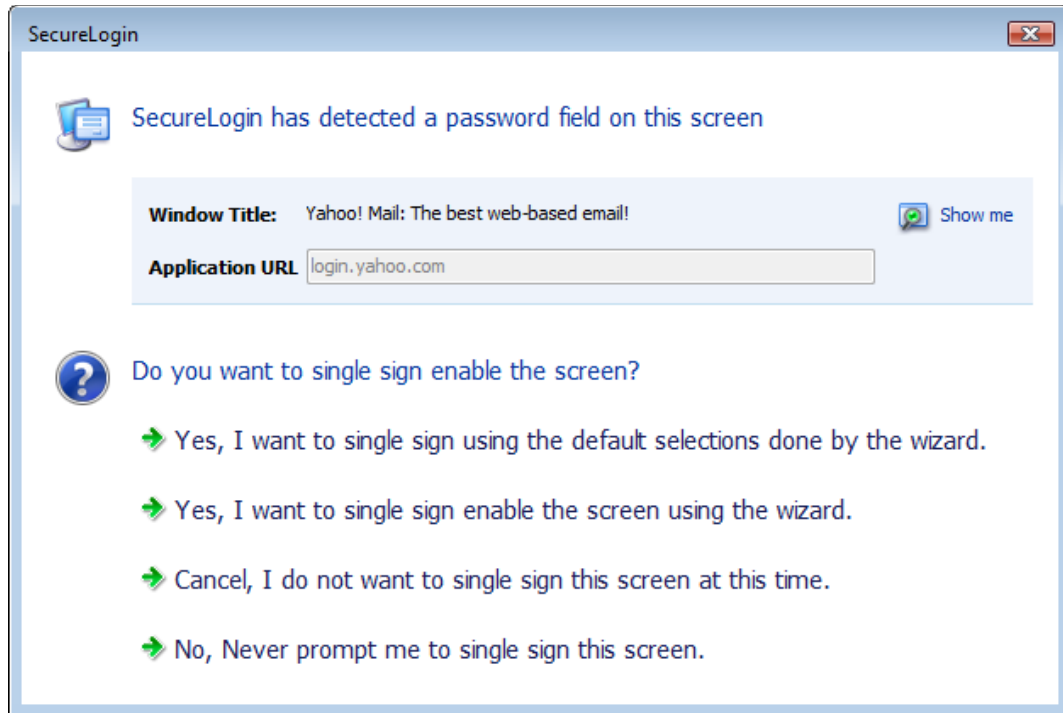 SecureLogin
SecureLogin has detected a password field on this screen
Window Title: Yahoo! Mail: The best web-based email! Show me
Application URL login.yahoo.com
Do you want to single sign enable the screen?
Yes, I want to single sign using the default selections done by the wizard.
Yes, I want to single sign enable the screen using the wizard.
Cancel, I do not want to single sign this screen at this time.
No, Never prompt me to single sign this screen.